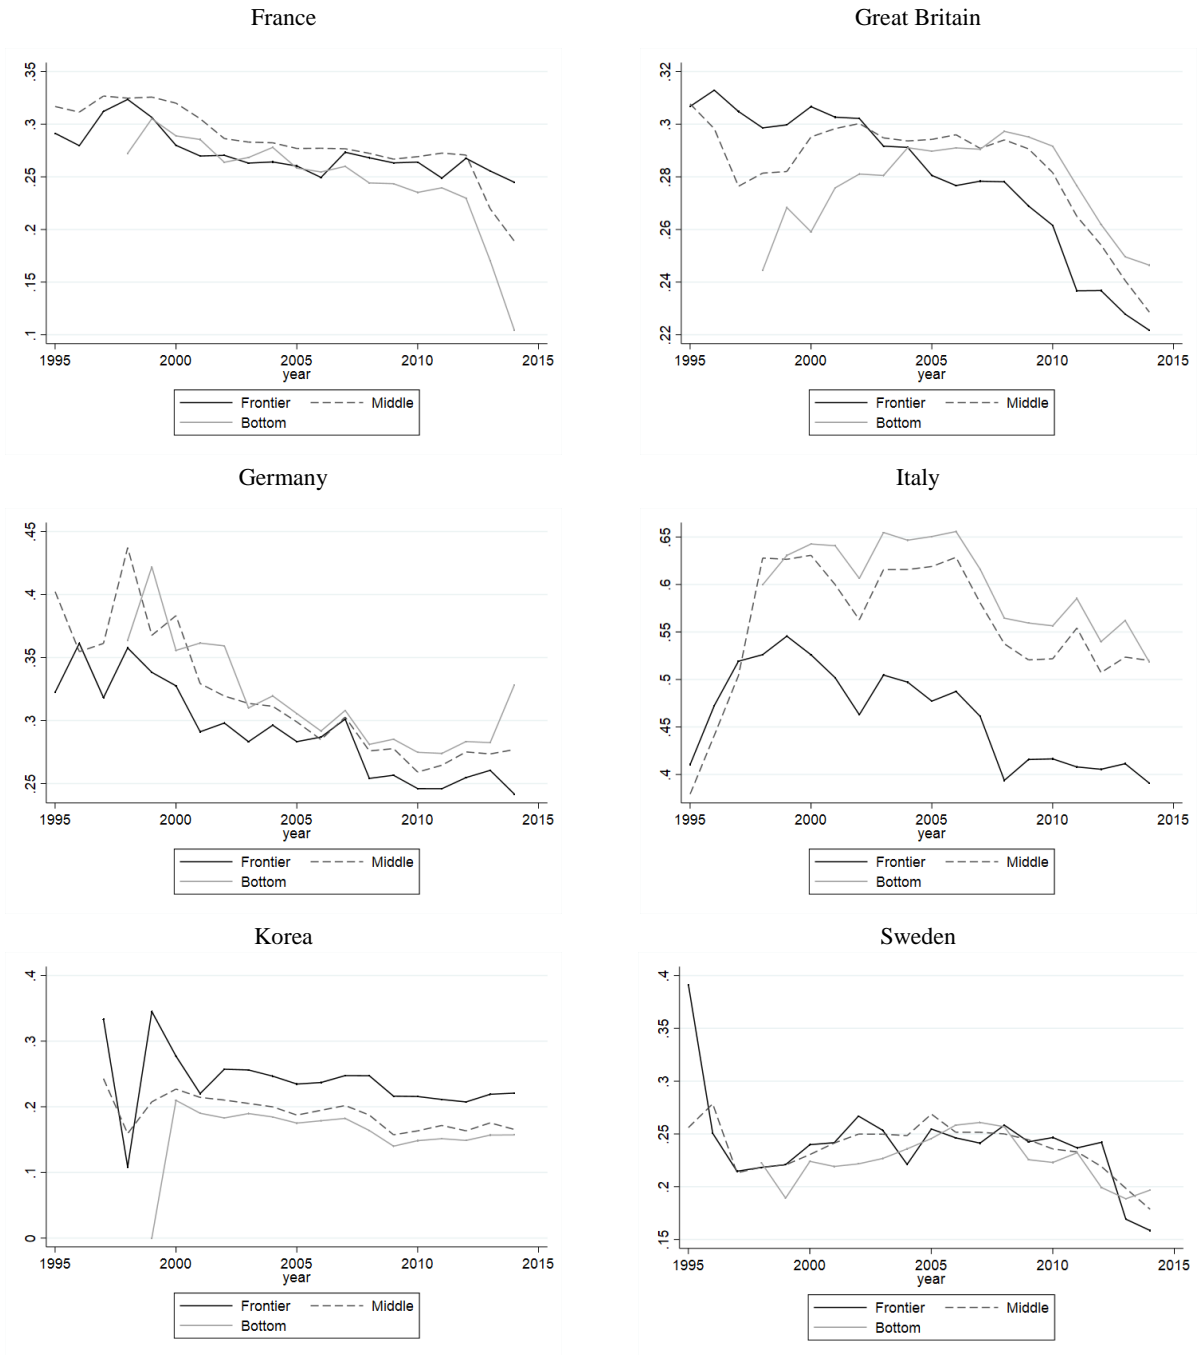 France
.35
.3
.25
.2
.15
.1
1995 2000 2005 2010 2015
year
Frontier Middle
Bottom
Great Britain
.32
.3
.28
.26
.24
.22
1995 2000 2005 2010 2015
year
Frontier Middle
Bottom
Germany
.45
.4
.35
.3
.25
1995 2000 2005 2010 2015
year
Frontier Middle
Bottom
Italy
.65
.6
.55
.5
.45
.4
1995 2000 2005 2010 2015
year
Frontier Middle
Bottom
Korea
.4
.3
.2
.1
0
1995 2000 2005 2010 2015
year
Frontier Middle
Bottom
Sweden
.4
.35
.3
.25
.2
.15
1995 2000 2005 2010 2015
year
Frontier Middle
Bottom